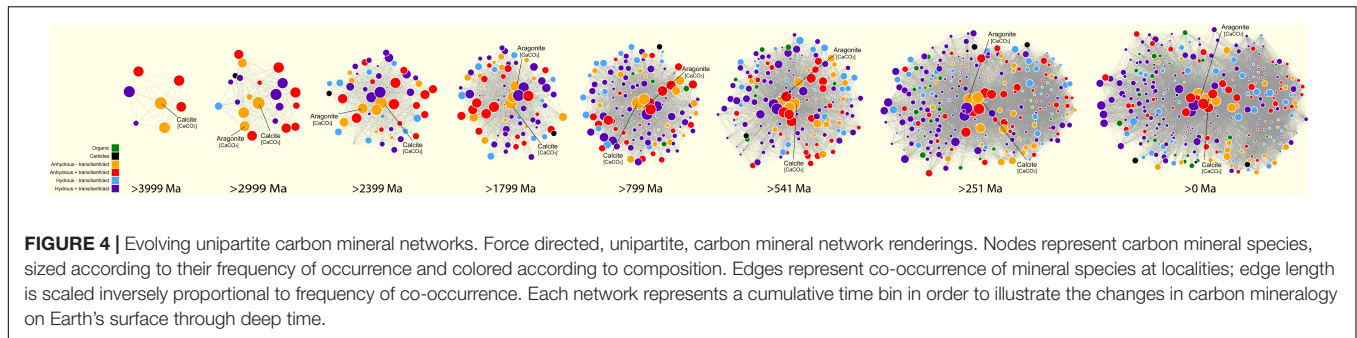 Aragonite
[CaCO₃]
Aragonite
[CaCO₃]
Aragonite
[CaCO₃]
Aragonite
[CaCO₃]
Aragonite
[CaCO₃]
Calcite
[CaCO₃]
Aragonite
[CaCO₃]
Calcite
[CaCO₃]
Aragonite
[CaCO₃]
Calcite
[CaCO₃]
Calcite
[CaCO₃]
Calcite
[CaCO₃]
Calcite
[CaCO₃]
Calcite
[CaCO₃]
Calcite
[CaCO₃]
Organic
Carbides
Anhydrous - trans/lanth/act
Anhydrous + trans/lanth/act
Hydrous - trans/lanth/act
Hydrous + trans/lanth/act
>3999 Ma >2999 Ma >2399 Ma >1799 Ma >799 Ma >541 Ma >251 Ma >0 Ma
FIGURE 4 | Evolving unipartite carbon mineral networks. Force directed, unipartite, carbon mineral network renderings. Nodes represent carbon mineral species,
sized according to their frequency of occurrence and colored according to composition. Edges represent co-occurrence of mineral species at localities; edge length
is scaled inversely proportional to frequency of co-occurrence. Each network represents a cumulative time bin in order to illustrate the changes in carbon mineralogy
on Earth's surface through deep time.